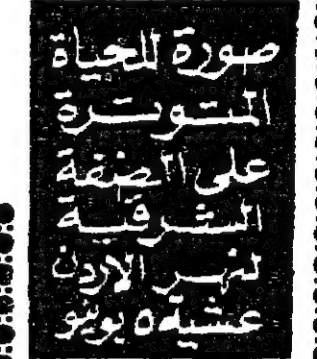 صورة للحياة
المتوترة
على الضفة
الشرقية
لنهر الاردن
عشية ٥ يونيو